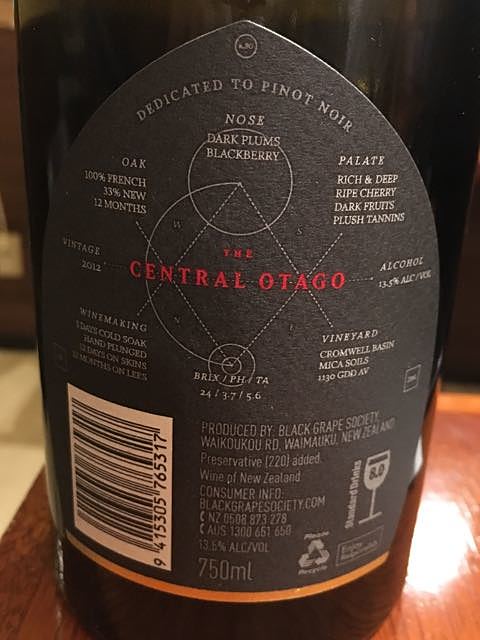 DEDICATED TO PINOT NOIR
NOSE
DARK PLUMS
BLACKBERRY
OAK
100% FRENCH
33% NEW
12 MONTHS
PALATE
RICH & DEEP
RIPE CHERRY
DARK FRUITS
PLUSH TANNINS
W
S
VINTAGE
2012
THE
CENTRAL OTAGO
ALCOHOL
13.5% ALC/VOL
N
E
WINEMAKING
DAYS COLD SOAK
HAND PLUNGED
DAYS ON SKINS
12 MONTHS ON LEES
VINEYARD
CROMWELL BASIN
MICA SOILS
1130 GDD AV
BRIX / PH / TA
24 / 3.7 / 5.6
PRODUCED BY: BLACK GRAPE SOCIETY
WAIKOUKOU RD, WAIMAUKU, NEW ZEALAND
Preservative (220) added.
Wine of New Zealand
CONSUMER INFO:
BLACKGRAPESOCIETY.COM
NZ 0508 873 278
AUS 1300 651 650
13.5% ALC/VOL
750ml
Standard Drinks
8.0
Please
Recycle
9 415305 765317